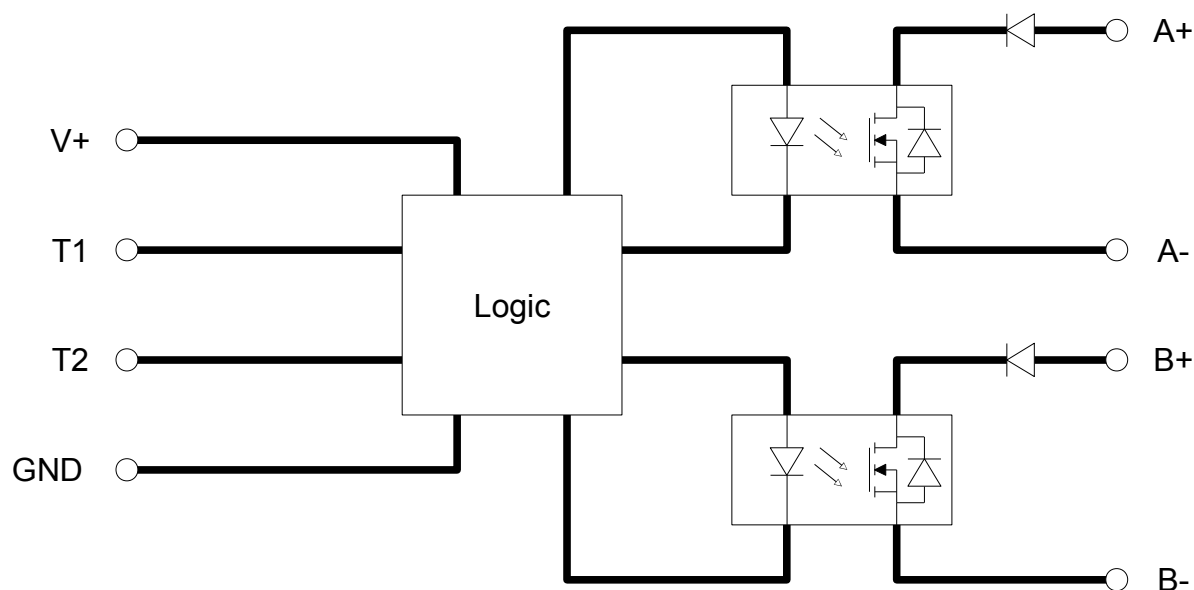 A+
V+
T1
A-
Logic
T2
B+
GND
B-